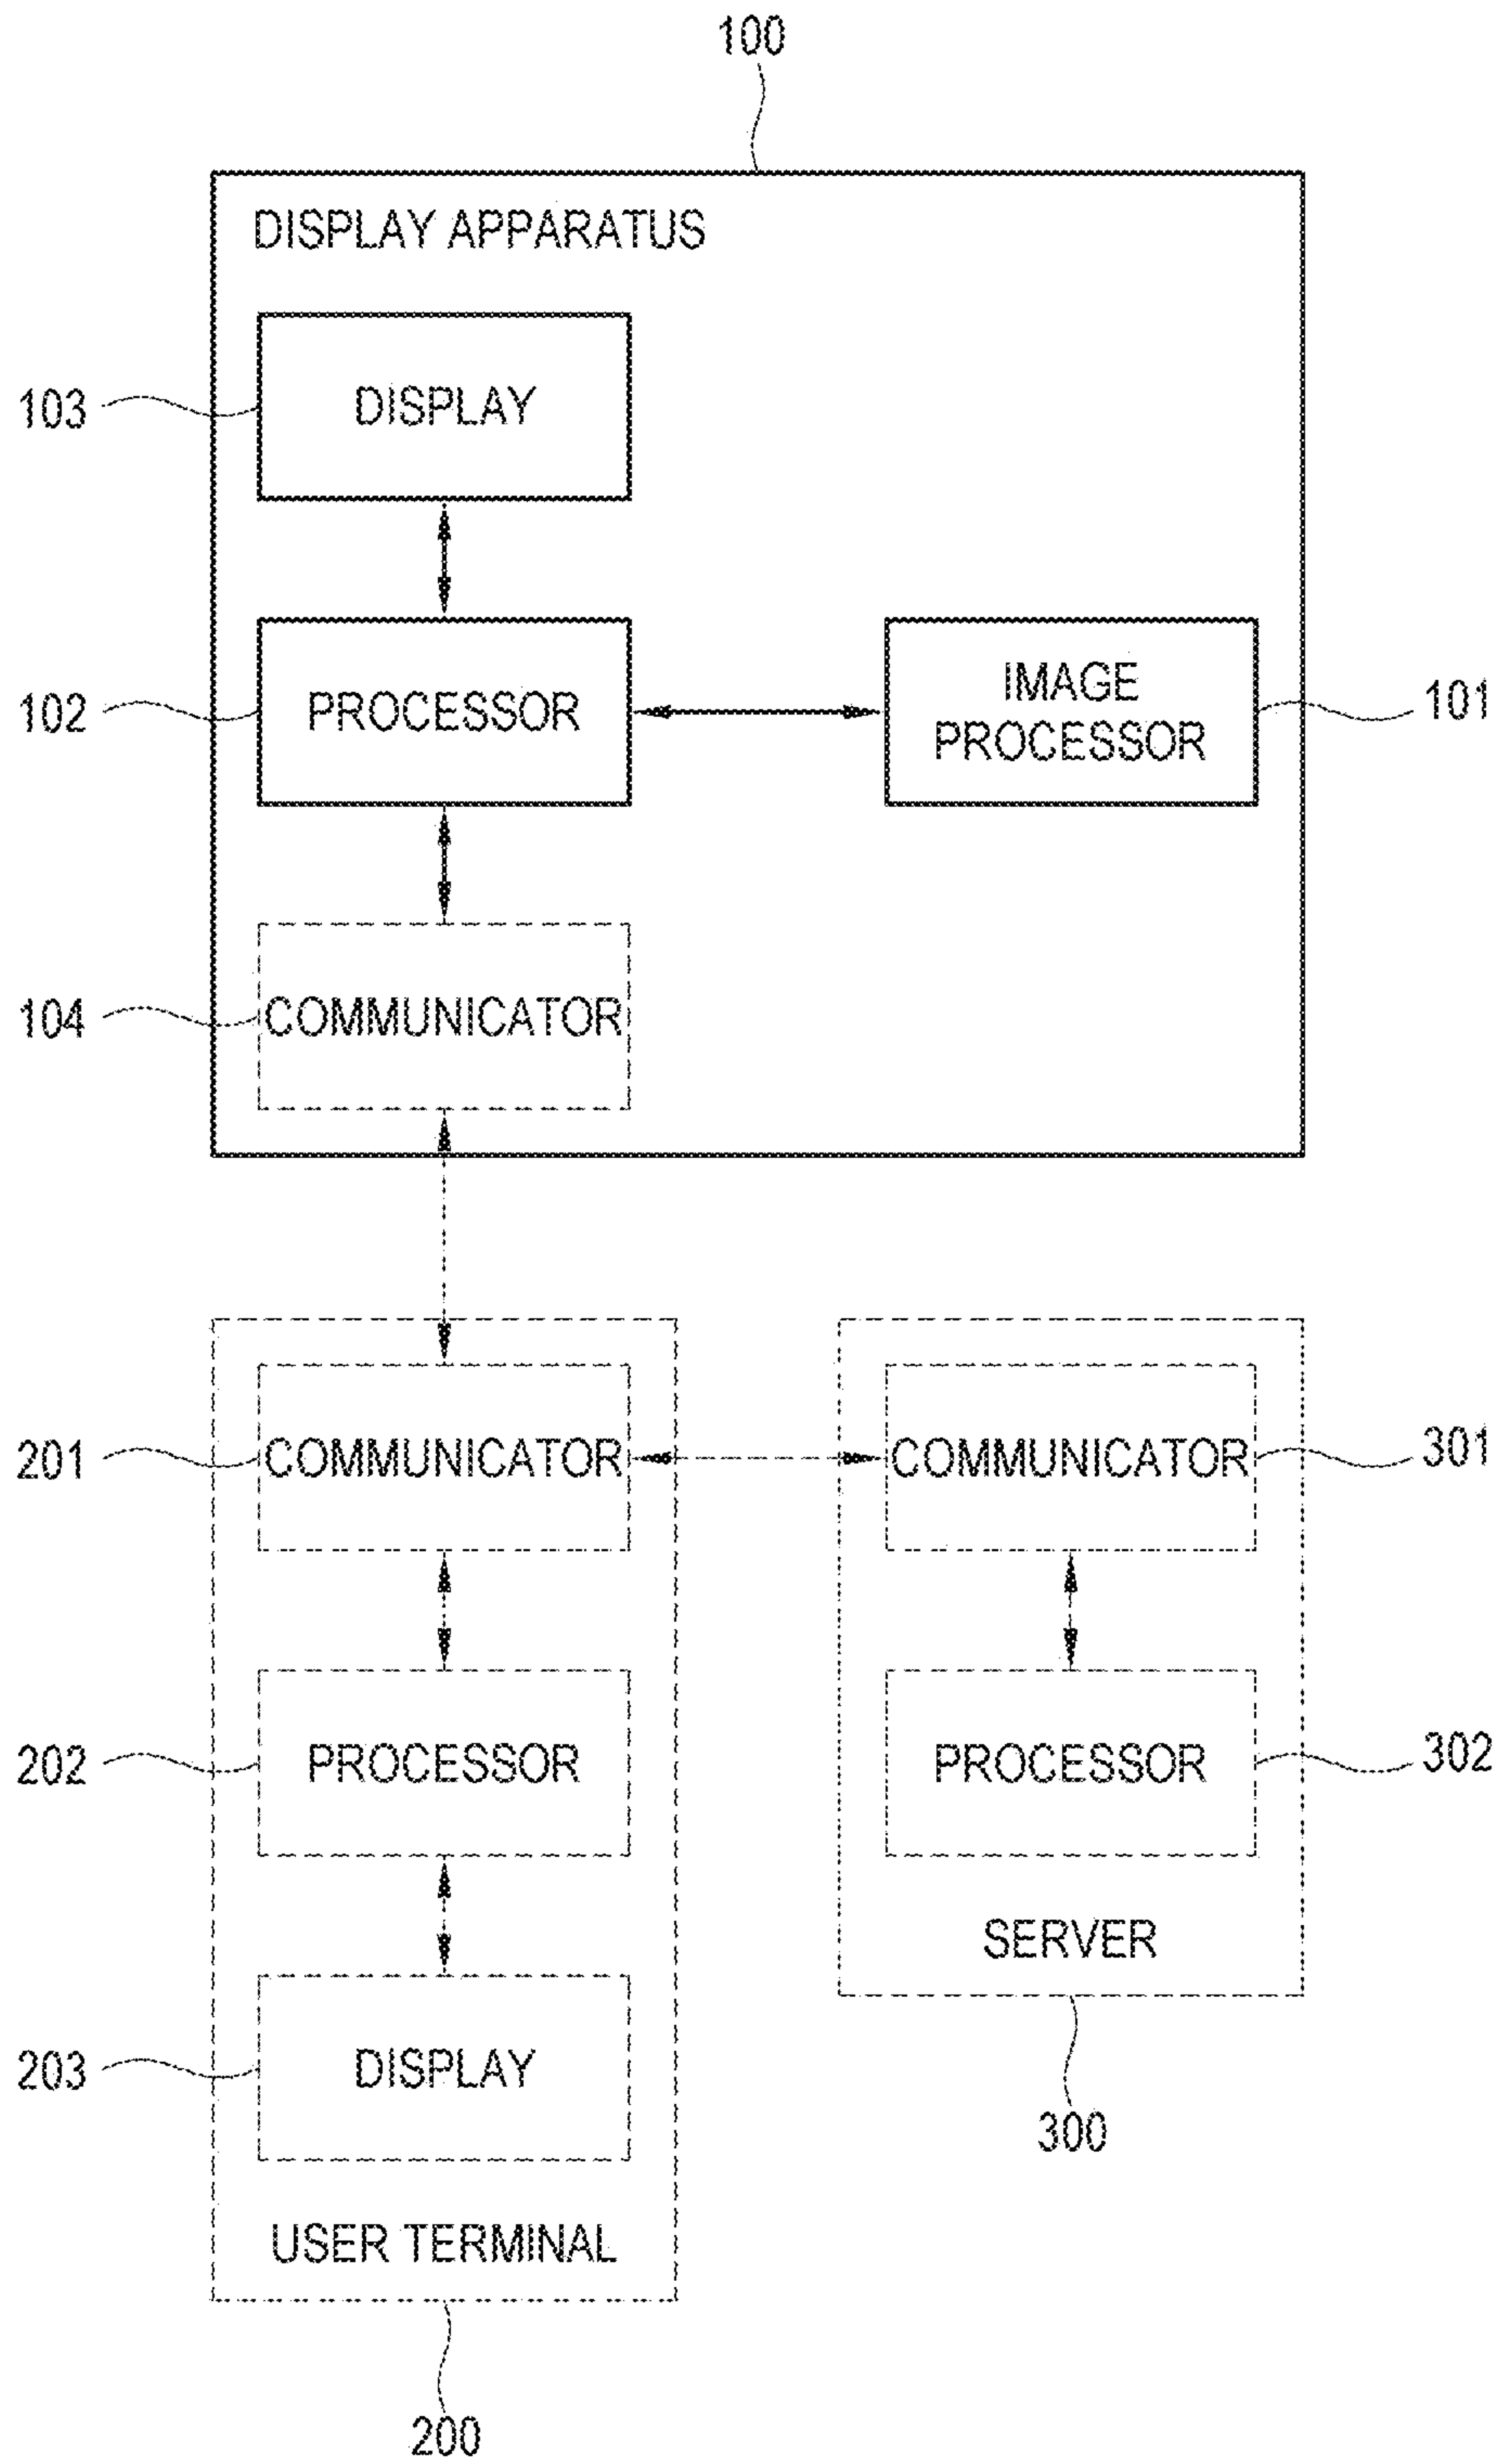 100
DISPLAY APPARATUS
103
DISPLAY
102
PROCESSOR
IMAGE
PROCESSOR
101
104
COMMUNICATOR
201
COMMUNICATOR
COMMUNICATOR
301
202
PROCESSOR
PROCESSOR
302
SERVER
203
DISPLAY
300
USER TERMINAL
200